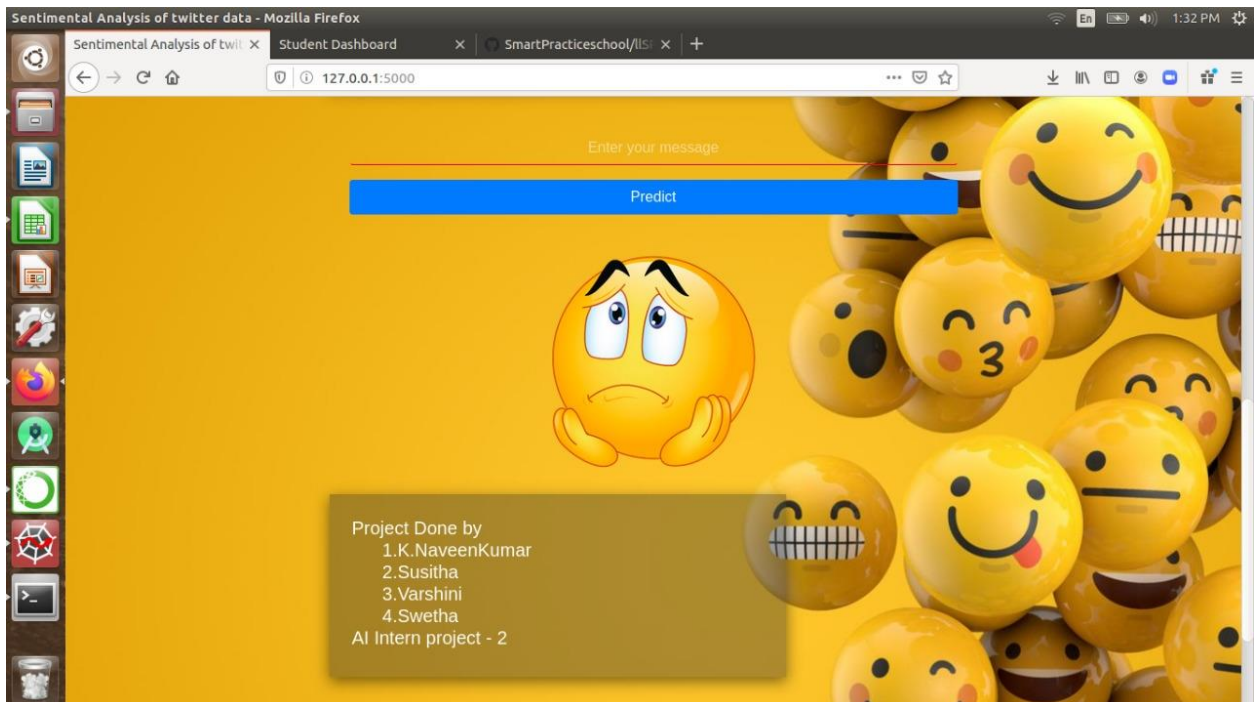 Sentimental Analysis of twitter data - Mozilla Firefox
En
1:32 PM
Sentimental Analysis of twit
Student Dashboard
SmartPracticeschool/
127.0.0.1:5000
Enter your message
Predict
Project Done by
1.K.NaveenKumar
2.Susitha
3.Varshini
4.Swetha
AI Intern project - 2